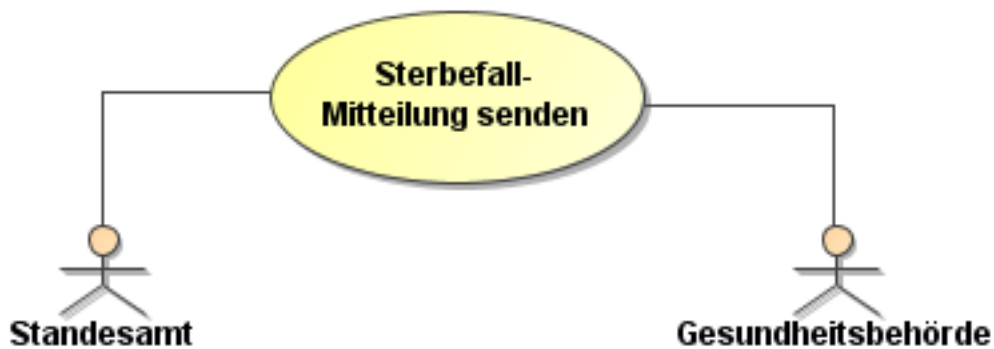 Sterbefall-
Mitteilung senden
Standesamt
Gesundheitsbehörde